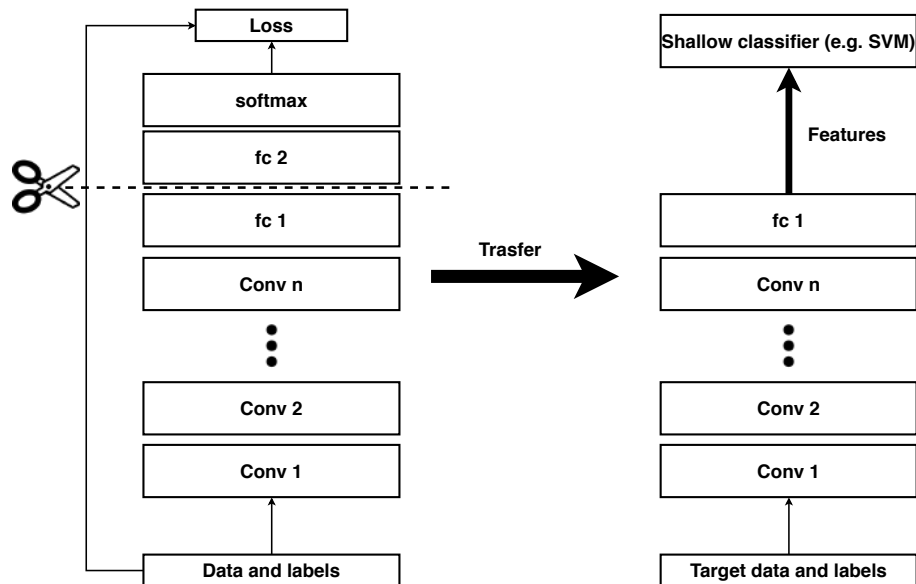 Loss
softmax
fc 2
fc 1
Conv n
Conv 2
Conv 1
Data and labels
Trasfer
Shallow classifier (e.g. SVM)
Features
fc 1
Conv n
Conv 2
Conv 1
Target data and labels